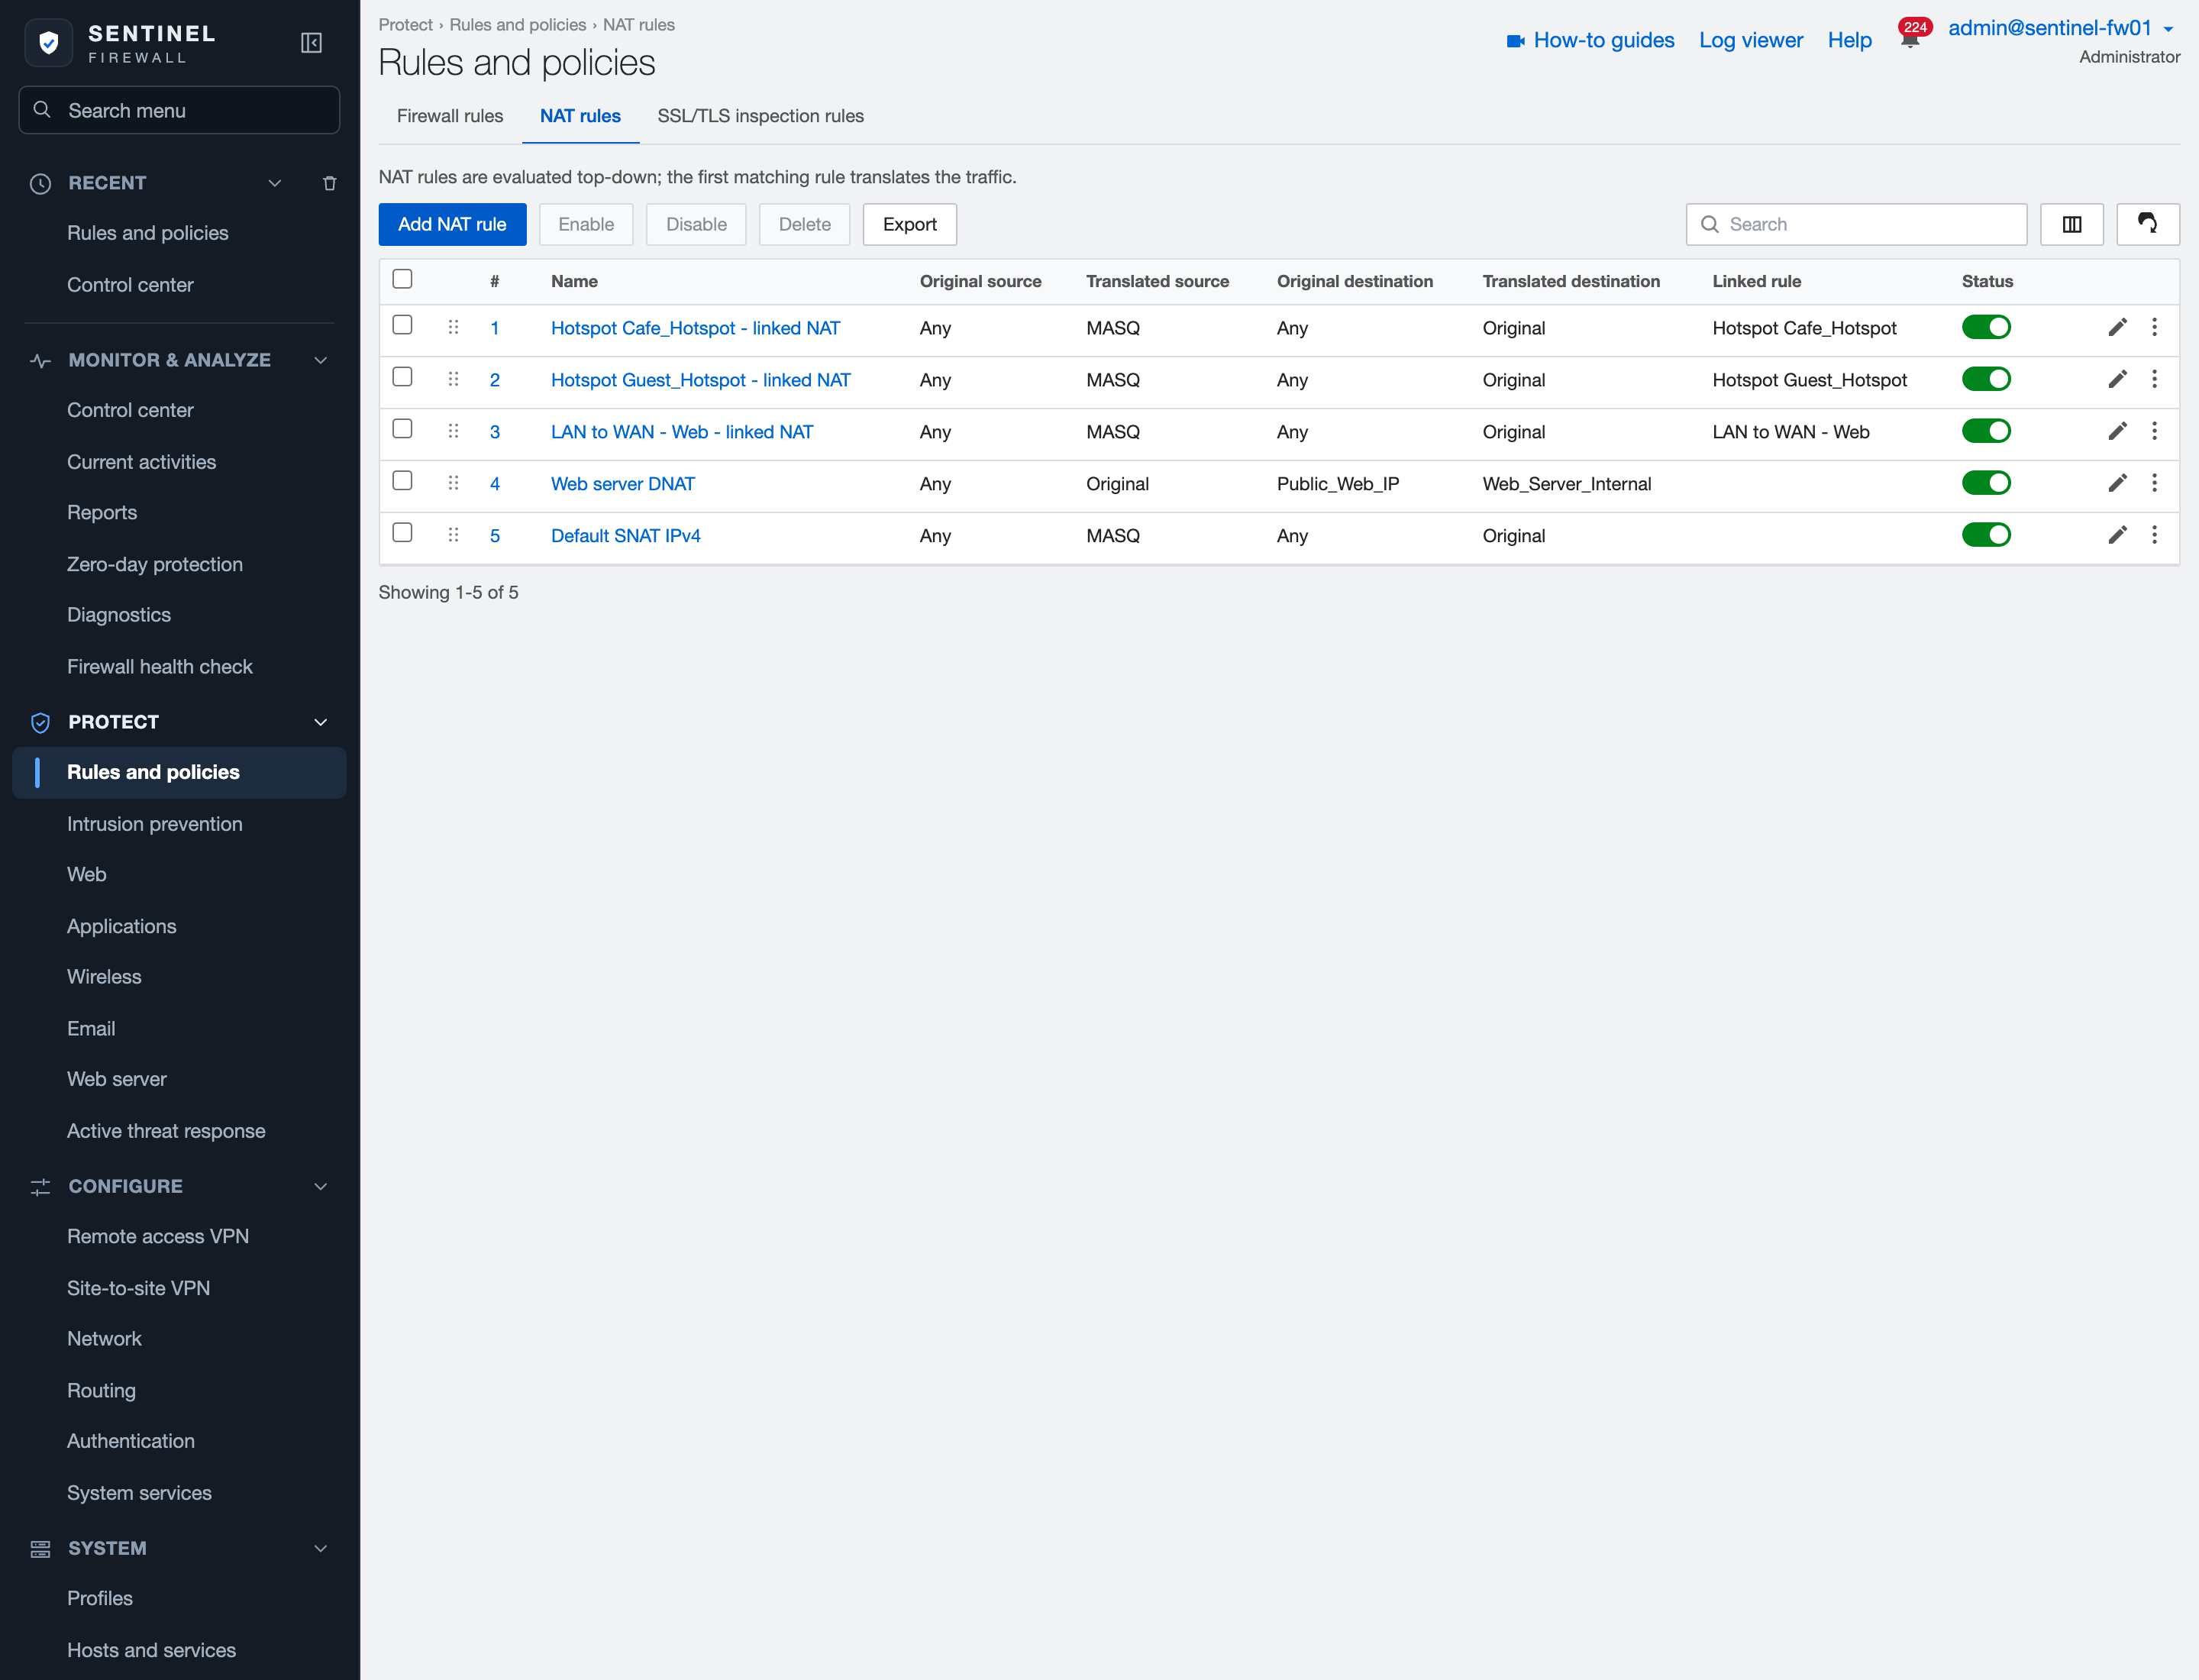 SENTINEL
FIREWALL
Search menu
RECENT
Rules and policies
Control center
MONITOR & ANALYZE
Control center
Current activities
Reports
Zero-day protection
Diagnostics
Firewall health check
PROTECT
Rules and policies
Intrusion prevention
Web
Applications
Wireless
Email
Web server
Active threat response
CONFIGURE
Remote access VPN
Site-to-site VPN
Network
Routing
Authentication
System services
SYSTEM
Profiles
Hosts and services
Protect › Rules and policies › NAT rules
Rules and policies
How-to guides Log viewer Help 224 admin@sentinel-fw01
Administrator
Firewall rules NAT rules SSL/TLS inspection rules
NAT rules are evaluated top-down; the first matching rule translates the traffic.
Add NAT rule Enable Disable Delete Export Search
# Name Original source Translated source Original destination Translated destination Linked rule Status
1 Hotspot Cafe_Hotspot - linked NAT Any MASQ Any Original Hotspot Cafe_Hotspot
2 Hotspot Guest_Hotspot - linked NAT Any MASQ Any Original Hotspot Guest_Hotspot
3 LAN to WAN - Web - linked NAT Any MASQ Any Original LAN to WAN - Web
4 Web server DNAT Any Original Public_Web_IP Web_Server_Internal
5 Default SNAT IPv4 Any MASQ Any Original
Showing 1-5 of 5